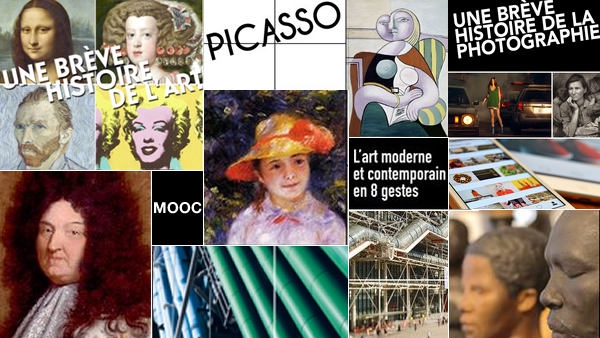 UNE BRÈVE
HISTOIRE
DE L'ART
PICASSO
UNE BRÈVE
HISTOIRE DE LA
PHOTOGRAPHIE
L'art moderne
et contemporain
en 8 gestes
MOOC